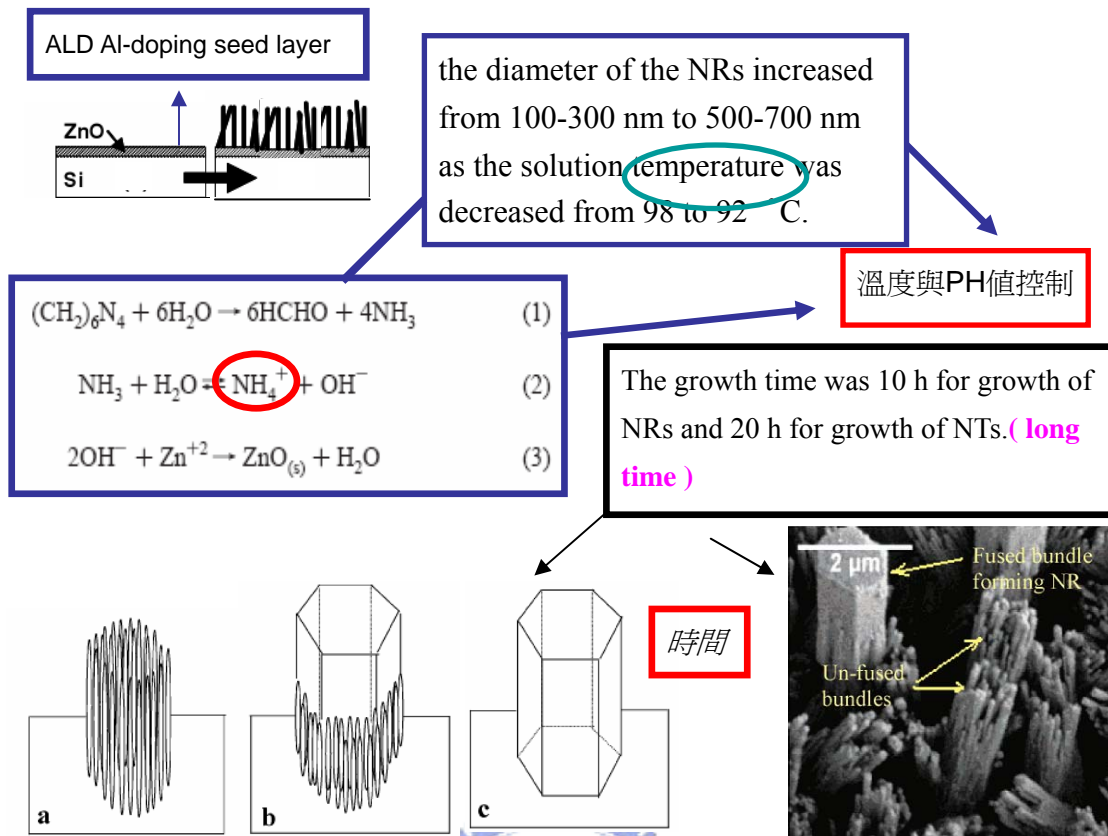 ALD Al-doping seed layer
ZnO
Si
the diameter of the NRs increased
from 100-300 nm to 500-700 nm
as the solution temperature was
decreased from 98 to 92 °C.
溫度與PH值控制
(CH₂)₆N₄ + 6H₂O → 6HCHO + 4NH₃ (1)
NH₃ + H₂O ⇌ NH₄⁺ + OH⁻ (2)
2OH⁻ + Zn⁺² → ZnO₍ₛ₎ + H₂O (3)
The growth time was 10 h for growth of
NRs and 20 h for growth of NTs.( long
time )
a
b
c
時間
2 μm
Fused bundle
forming NR
Un-fused
bundles